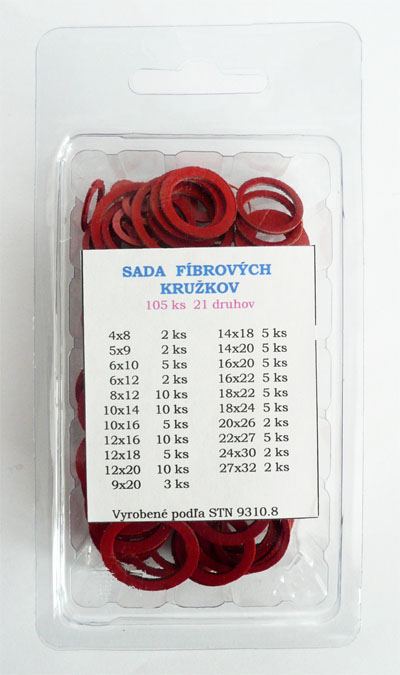 SADA FÍBROVÝCH
KRUŽKOV
105 ks 21 druhov
4x8 2 ks
5x9 2 ks
6x10 5 ks
6x12 2 ks
8x12 10 ks
10x14 10 ks
10x16 5 ks
12x16 10 ks
12x18 5 ks
12x20 10 ks
9x20 3 ks
14x18 5 ks
14x20 5 ks
16x20 5 ks
16x22 5 ks
18x22 5 ks
18x24 5 ks
20x26 2 ks
22x27 5 ks
24x30 2 ks
27x32 2 ks
Vyrobené podľa STN 9310.8